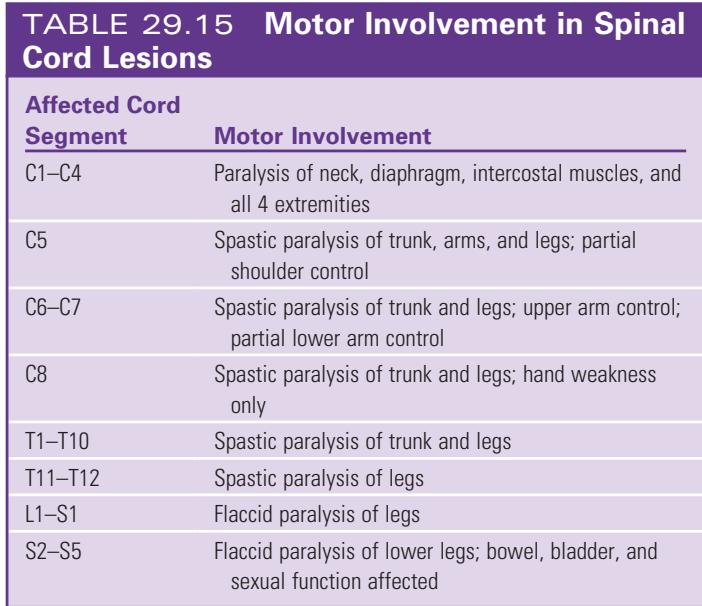 TABLE 29.15 Motor Involvement in Spinal
Cord Lesions
Affected Cord
Segment Motor Involvement
C1–C4 Paralysis of neck, diaphragm, intercostal muscles, and
all 4 extremities
C5 Spastic paralysis of trunk, arms, and legs; partial
shoulder control
C6–C7 Spastic paralysis of trunk and legs; upper arm control;
partial lower arm control
C8 Spastic paralysis of trunk and legs; hand weakness
only
T1–T10 Spastic paralysis of trunk and legs
T11–T12 Spastic paralysis of legs
L1–S1 Flaccid paralysis of legs
S2–S5 Flaccid paralysis of lower legs; bowel, bladder, and
sexual function affected